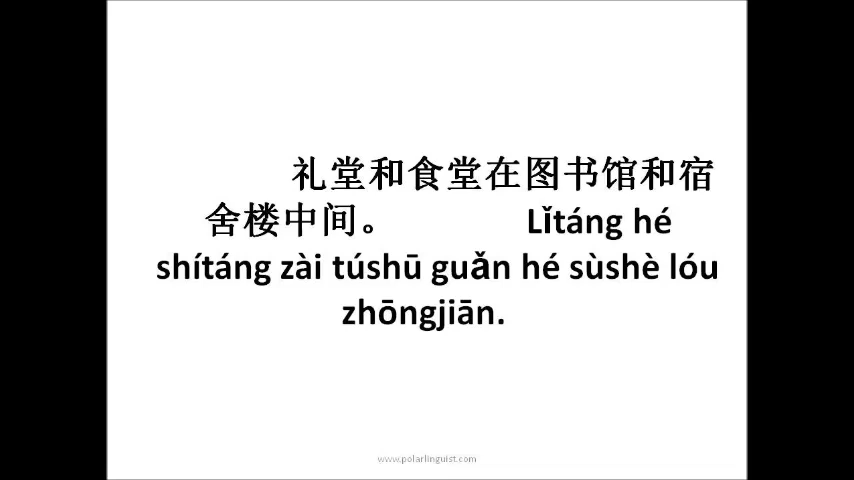 礼堂和食堂在图书馆和宿
舍楼中间。 Lǐtáng hé
shítáng zài túshū guǎn hé sùshè lóu
zhōngjiān.
www.polarlinguist.com